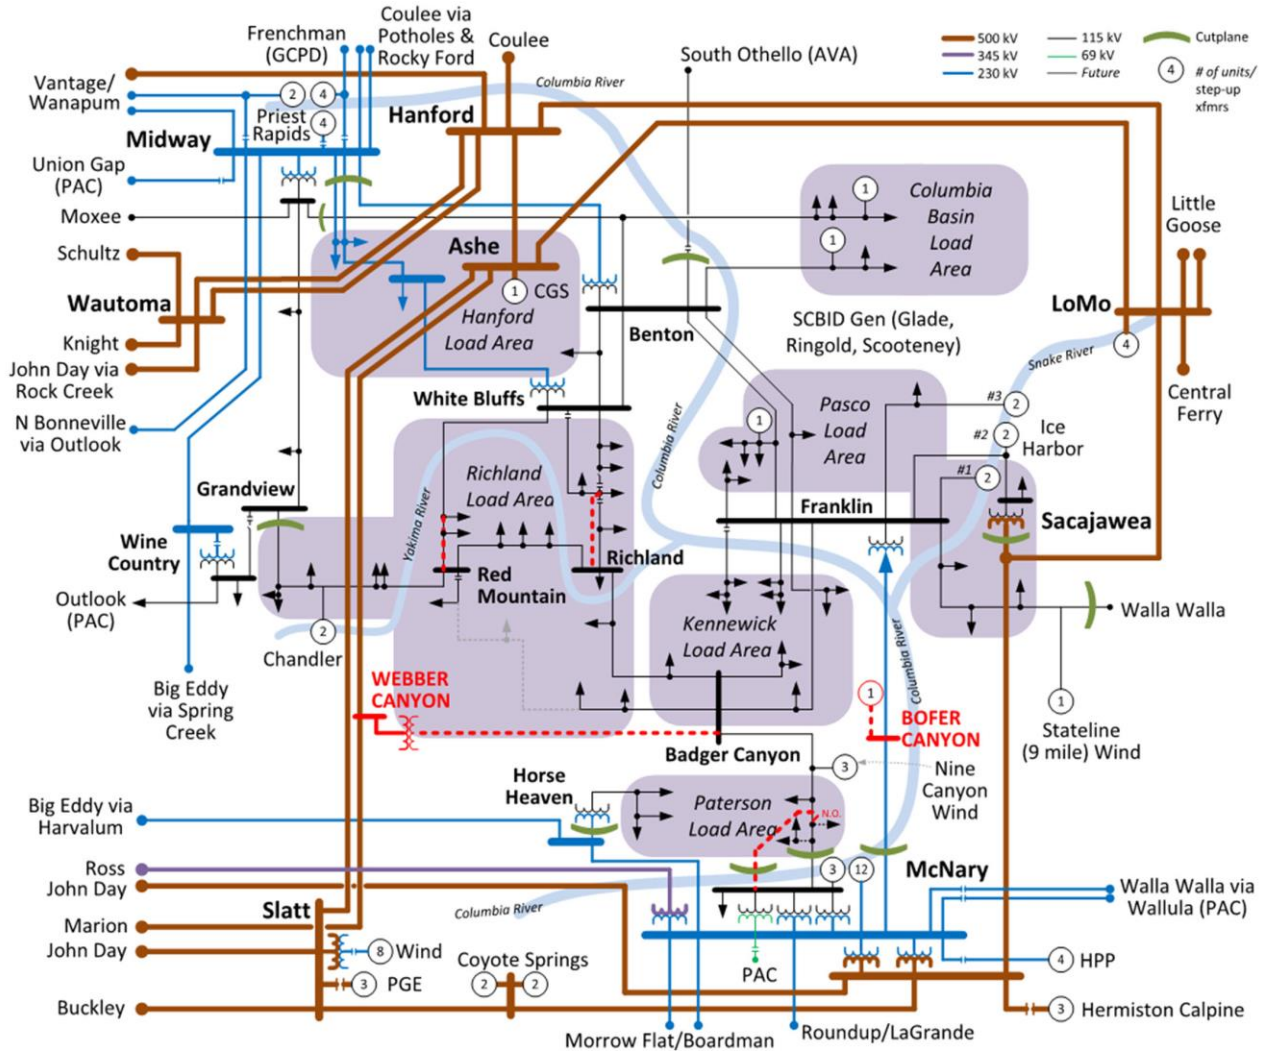 Coulee via
Potholes &
Rocky Ford
Frenchman
(GCPD)
Coulee
South Othello (AVA)
500 kV
345 kV
230 kV
115 kV
69 kV
Future
Cutplane
4
# of units/
step-up
xfmrs
Vantage/
Wanapum
2
4
Priest
Rapids
4
Hanford
Columbia River
Midway
Union Gap
(PAC)
Moxee
Schultz
Wautoma
Knight
John Day via
Rock Creek
N Bonneville
via Outlook
Ashe
1
CGS
Hanford
Load Area
Benton
1
1
Columbia
Basin
Load
Area
Little
Goose
LoMo
4
Snake River
Central
Ferry
SCBID Gen (Glade,
Ringold, Scooteney)
White Bluffs
Columbia River
1
Pasco
Load
Area
#3
2
#2
2
Ice
Harbor
#1
2
Richland
Load Area
Yakima River
Grandview
Franklin
Sacajawea
Wine
Country
Richland
Red
Mountain
Outlook
(PAC)
2
Chandler
Kennewick
Load Area
Walla Walla
Columbia River
WEBBER
CANYON
Big Eddy
via Spring
Creek
1
BOFER
CANYON
1
Stateline
(9 mile) Wind
Badger Canyon
3
Nine
Canyon
Wind
Horse
Heaven
Paterson
Load Area
N.O.
Big Eddy via
Harvalum
Ross
John Day
3
12
McNary
Walla Walla via
Wallula (PAC)
Slatt
Columbia River
Marion
John Day
8
Wind
3
PGE
Coyote Springs
2
2
PAC
4
HPP
Buckley
3
Hermiston Calpine
Morrow Flat/Boardman
Roundup/LaGrande